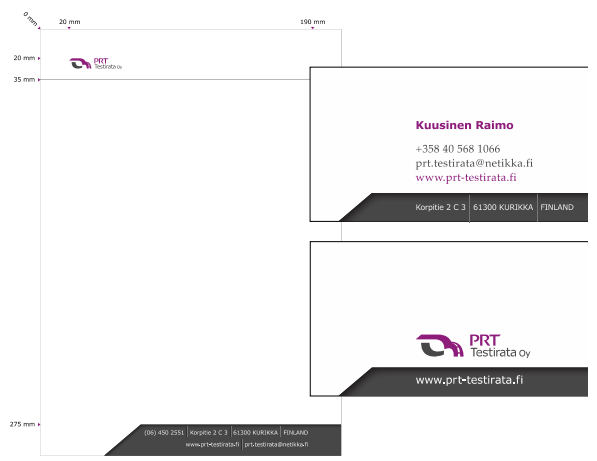 0 mm
20 mm
190 mm
20 mm
35 mm
PRT
Testirata Oy
Kuusinen Raimo
+358 40 568 1066
prt.testirata@netikka.fi
www.prt-testirata.fi
Korpitie 2 C 3 61300 KURIKKA FINLAND
PRT
Testirata Oy
www.prt-testirata.fi
275 mm
(06) 450 2551 Korpitie 2 C 3 61300 KURIKKA FINLAND
www.prt-testirata.fi prt.testirata@netikka.fi